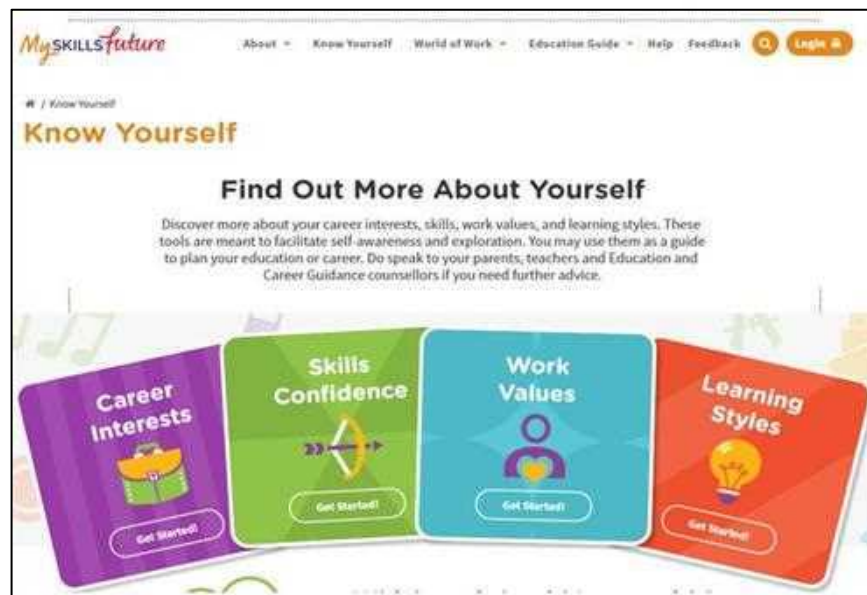 MySKILLSfuture
About Know Yourself World of Work Education Guide Help Feedback Login
/ Know Yourself
Know Yourself
Find Out More About Yourself
Discover more about your career interests, skills, work values, and learning styles. These
tools are meant to facilitate self-awareness and exploration. You may use them as a guide
to plan your education or career. Do speak to your parents, teachers and Education and
Career Guidance counsellors if you need further advice.
Career
Interests
Get Started!
Skills
Confidence
Get Started!
Work
Values
Get Started!
Learning
Styles
Get Started!